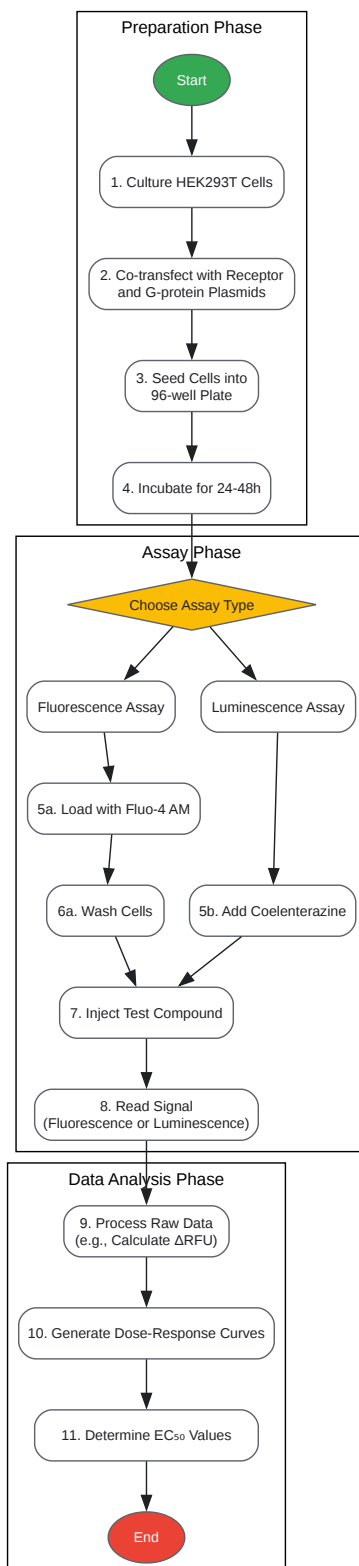 Preparation Phase
Start
1. Culture HEK293T Cells
2. Co-transfect with Receptor
and G-protein Plasmids
3. Seed Cells into
96-well Plate
4. Incubate for 24-48h
Assay Phase
Choose Assay Type
Fluorescence Assay
Luminescence Assay
5a. Load with Fluo-4 AM
6a. Wash Cells
5b. Add Coelenterazine
7. Inject Test Compound
8. Read Signal
(Fluorescence or Luminescence)
Data Analysis Phase
9. Process Raw Data
(e.g., Calculate ΔRFU)
10. Generate Dose-Response Curves
11. Determine EC₅₀ Values
End